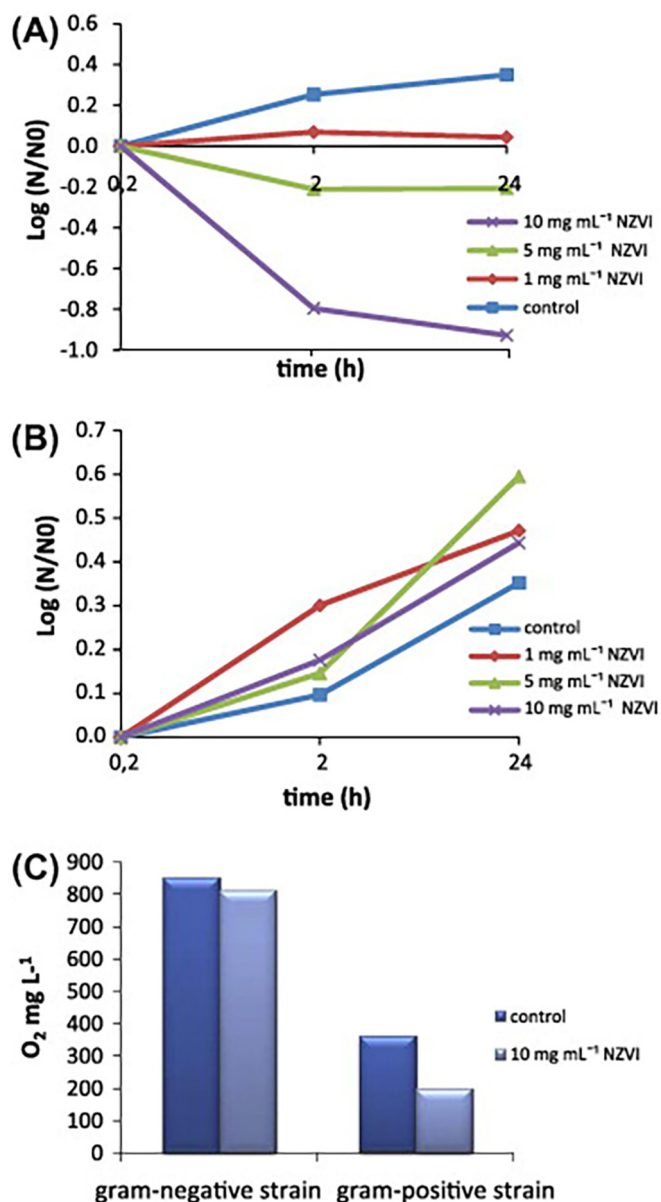 (A)
Log (N/N0)
0.6
0.4
0.2
0.0
-0.2
-0.4
-0.6
-0.8
-1.0
0,2
2
24
10 mg mL⁻¹ NZVI
5 mg mL⁻¹ NZVI
1 mg mL⁻¹ NZVI
control
time (h)
(B)
Log (N/N0)
0.7
0.6
0.5
0.4
0.3
0.2
0.1
0.0
0,2
2
24
control
1 mg mL⁻¹ NZVI
5 mg mL⁻¹ NZVI
10 mg mL⁻¹ NZVI
time (h)
(C)
O₂ mg L⁻¹
900
800
700
600
500
400
300
200
100
0
control
10 mg mL⁻¹ NZVI
gram-negative strain
gram-positive strain